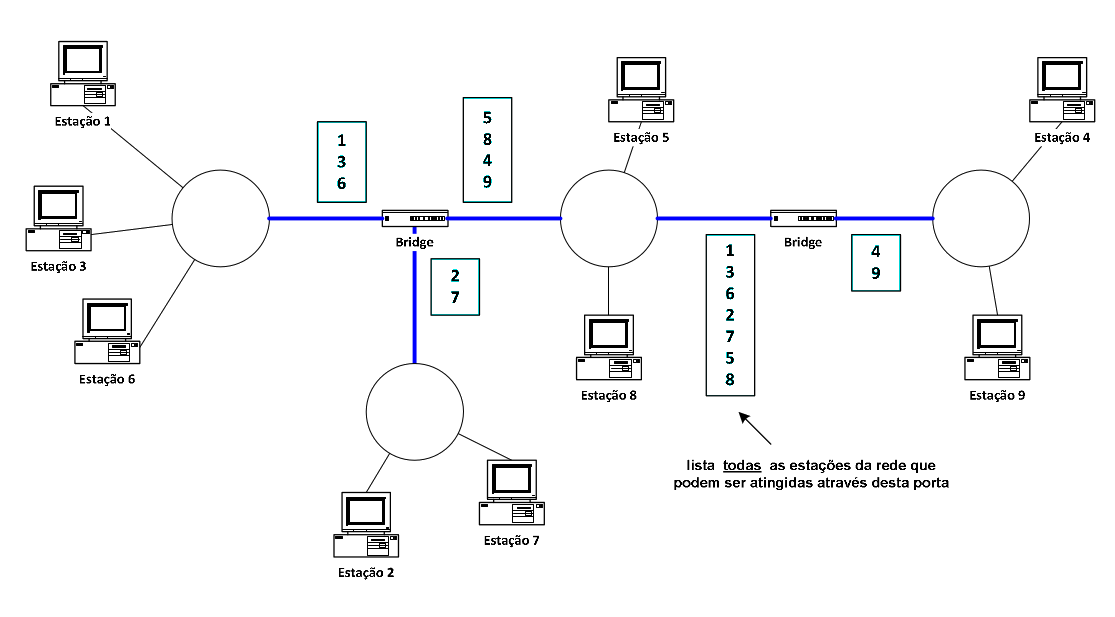 Estação 1
Estação 3
Estação 6
1
3
6
5
8
4
9
Bridge
2
7
Estação 2
Estação 7
Estação 5
Estação 8
1
3
6
2
7
5
8
Bridge
4
9
Estação 4
Estação 9
lista todas as estações da rede que
podem ser atingidas através desta porta